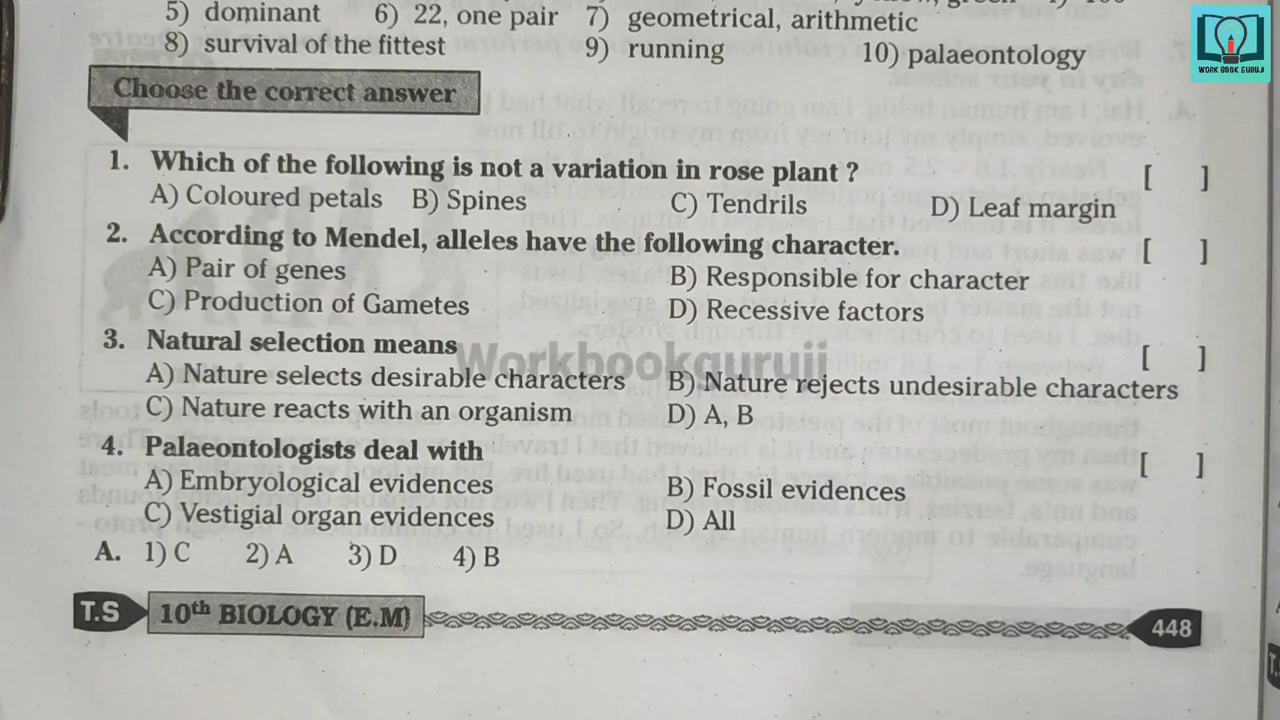 5) dominant 6) 22, one pair 7) geometrical, arithmetic
8) survival of the fittest 9) running 10) palaeontology
WORK BOOK GURUJI
Choose the correct answer
1. Which of the following is not a variation in rose plant ? [ ]
A) Coloured petals B) Spines C) Tendrils D) Leaf margin
2. According to Mendel, alleles have the following character. [ ]
A) Pair of genes B) Responsible for character
C) Production of Gametes D) Recessive factors
3. Natural selection means [ ]
Workbookguruji
A) Nature selects desirable characters B) Nature rejects undesirable characters
C) Nature reacts with an organism D) A, B
4. Palaeontologists deal with [ ]
A) Embryological evidences B) Fossil evidences
C) Vestigial organ evidences D) All
A. 1) C 2) A 3) D 4) B
T.S 10th BIOLOGY (E.M) 448